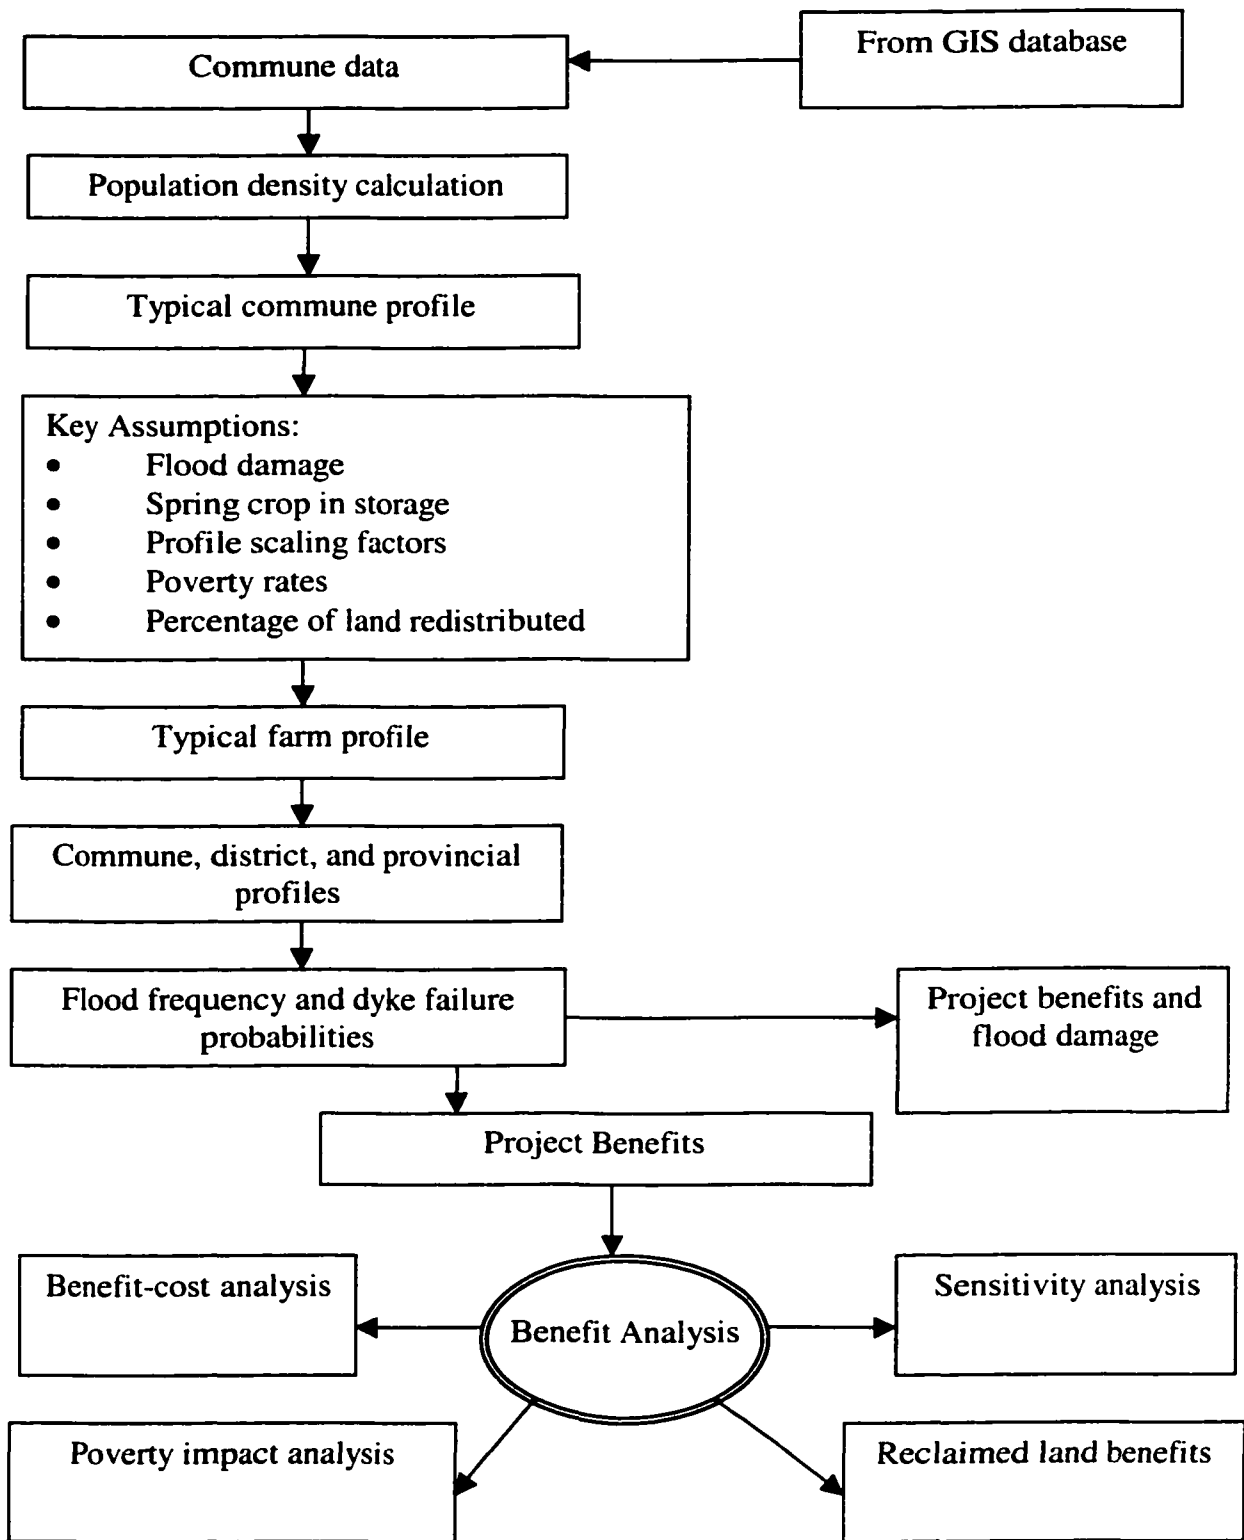 From GIS database
Commune data
Population density calculation
Typical commune profile
Key Assumptions:
• Flood damage
• Spring crop in storage
• Profile scaling factors
• Poverty rates
• Percentage of land redistributed
Typical farm profile
Commune, district, and provincial
profiles
Flood frequency and dyke failure
probabilities
Project benefits and
flood damage
Project Benefits
Benefit-cost analysis
Benefit Analysis
Sensitivity analysis
Poverty impact analysis
Reclaimed land benefits